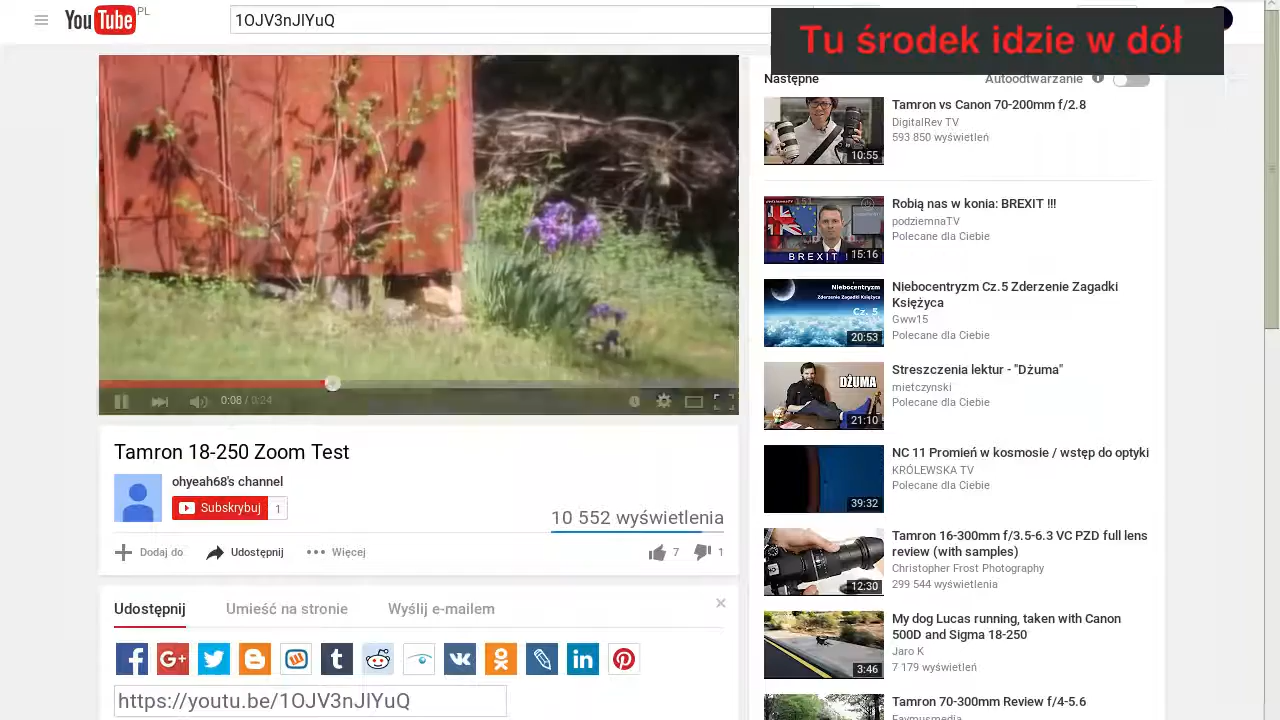 YouTube PL
1OJV3nJIYuQ
Tu środek idzie w dół
Następne
Autoodtwarzanie
0:08 / 0:24
Tamron 18-250 Zoom Test
ohyeah68's channel
Subskrybuj 1
10 552 wyświetlenia
Dodaj do
Udostępnij
Więcej
7
1
Udostępnij
Umieść na stronie
Wyślij e-mailem
https://youtu.be/1OJV3nJIYuQ
10:55
Tamron vs Canon 70-200mm f/2.8
DigitalRev TV
593 850 wyświetleń
BREXIT !
15:16
Robią nas w konia: BREXIT !!!
podziemnaTV
Polecane dla Ciebie
Niebocentryzm
Zderzenie Zagadki Księżyca
Cz. 5
20:53
Niebocentryzm Cz.5 Zderzenie Zagadki
Księżyca
Gww15
Polecane dla Ciebie
DŻUMA
21:10
Streszczenia lektur - "Dżuma"
mietczynski
Polecane dla Ciebie
39:32
NC 11 Promień w kosmosie / wstęp do optyki
KRÓLEWSKA TV
Polecane dla Ciebie
12:30
Tamron 16-300mm f/3.5-6.3 VC PZD full lens
review (with samples)
Christopher Frost Photography
299 544 wyświetlenia
3:46
My dog Lucas running, taken with Canon
500D and Sigma 18-250
Jaro K
7 179 wyświetleń
Tamron 70-300mm Review f/4-5.6